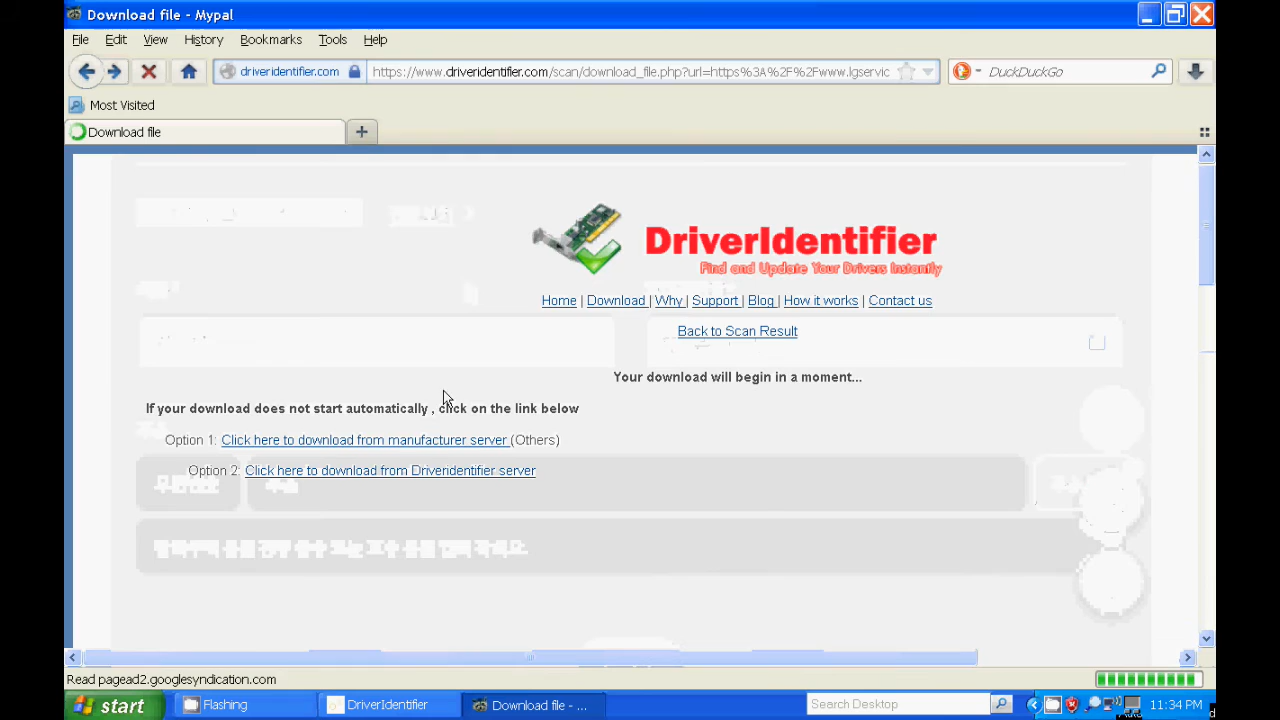 Download file - Mypal
File Edit View History Bookmarks Tools Help
driveridentifier.com https://www.driveridentifier.com/scan/download_file.php?url=https%3A%2F%2Fwww.lgservic DuckDuckGo
Most Visited
Download file
DriverIdentifier
Find and Update Your Drivers Instantly
Home | Download | Why | Support | Blog | How it works | Contact us
Back to Scan Result
Your download will begin in a moment...
If your download does not start automatically , click on the link below
Option 1: Click here to download from manufacturer server (Others)
Option 2: Click here to download from Driveridentifier server
Read pagead2.googlesyndication.com
start Flashing DriverIdentifier Download file - ... Search Desktop 11:34 PM